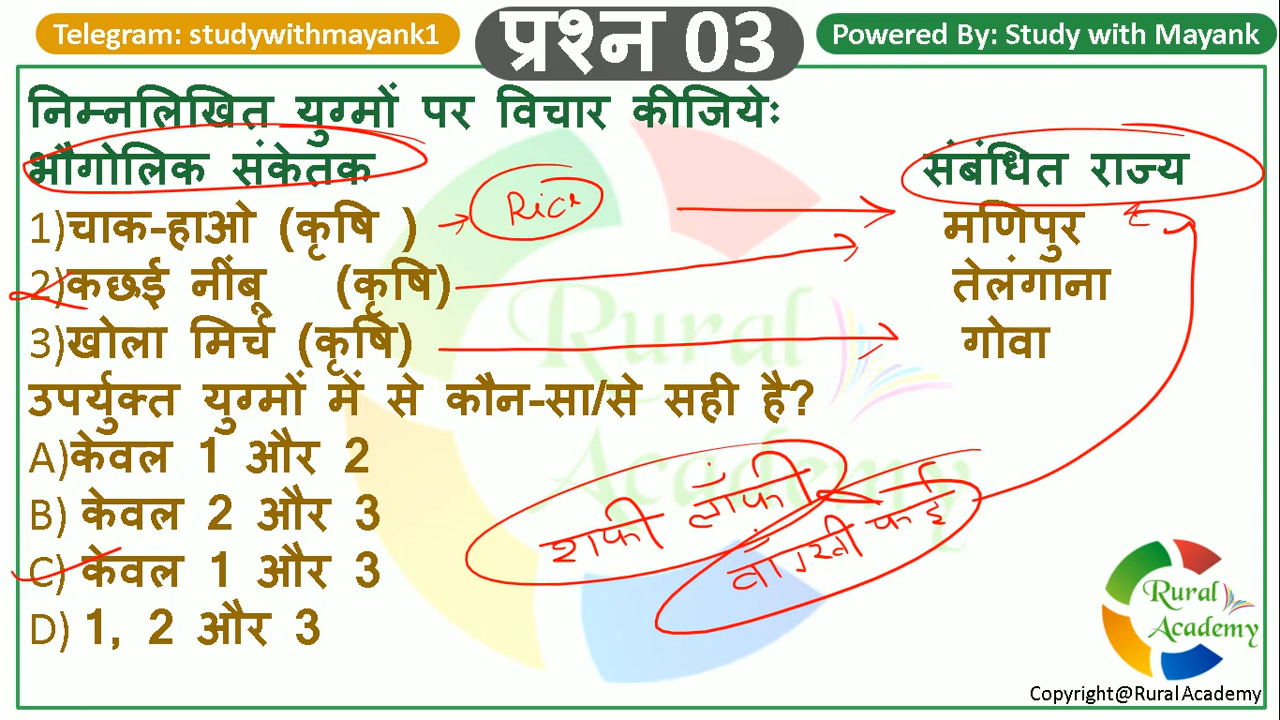 Telegram: studywithmayank1
प्रश्न 03
Powered By: Study with Mayank
निम्नलिखित युग्मों पर विचार कीजियेः
भौगोलिक संकेतक संबंधित राज्य
1)चाक-हाओ (कृषि ) Rice मणिपुर
2)कछई नींबू (कृषि) तेलंगाना
3)खोला मिर्च (कृषि) गोवा
उपर्युक्त युग्मों में से कौन-सा/से सही है?
A)केवल 1 और 2
B) केवल 2 और 3
C) केवल 1 और 3
D) 1, 2 और 3
शाफी लाँफी
Rural Academy
Rural Academy
Copyright@Rural Academy